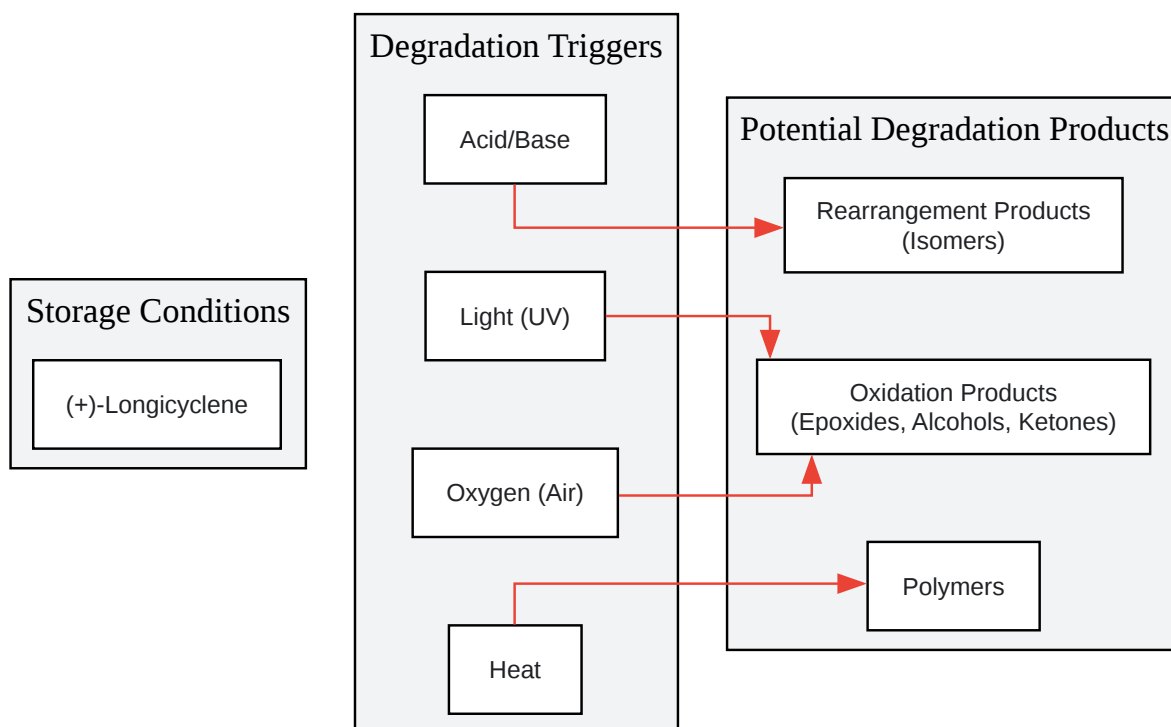 Storage Conditions
(+)-Longicyclene
Degradation Triggers
Acid/Base
Light (UV)
Oxygen (Air)
Heat
Potential Degradation Products
Rearrangement Products
(Isomers)
Oxidation Products
(Epoxides, Alcohols, Ketones)
Polymers